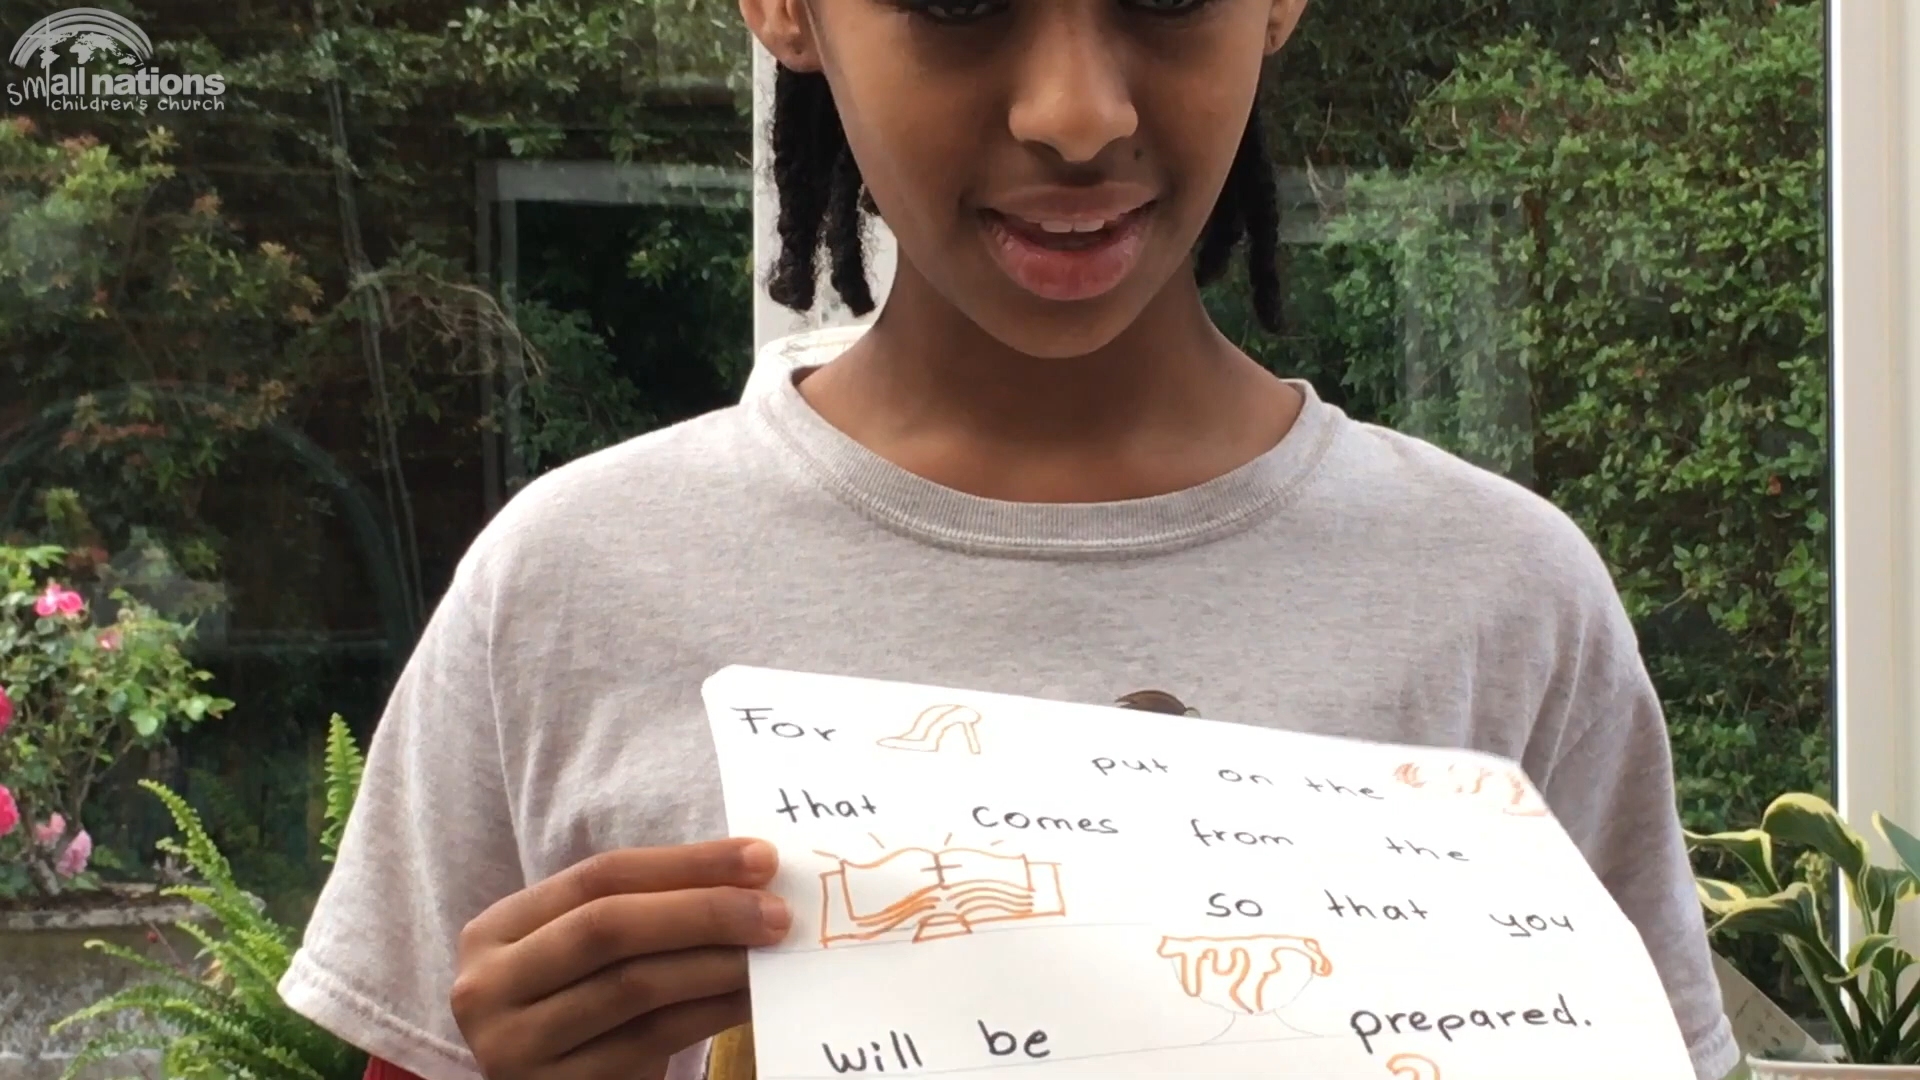 small nations
children's church
For put on the
that comes from the
so that you
will be prepared.